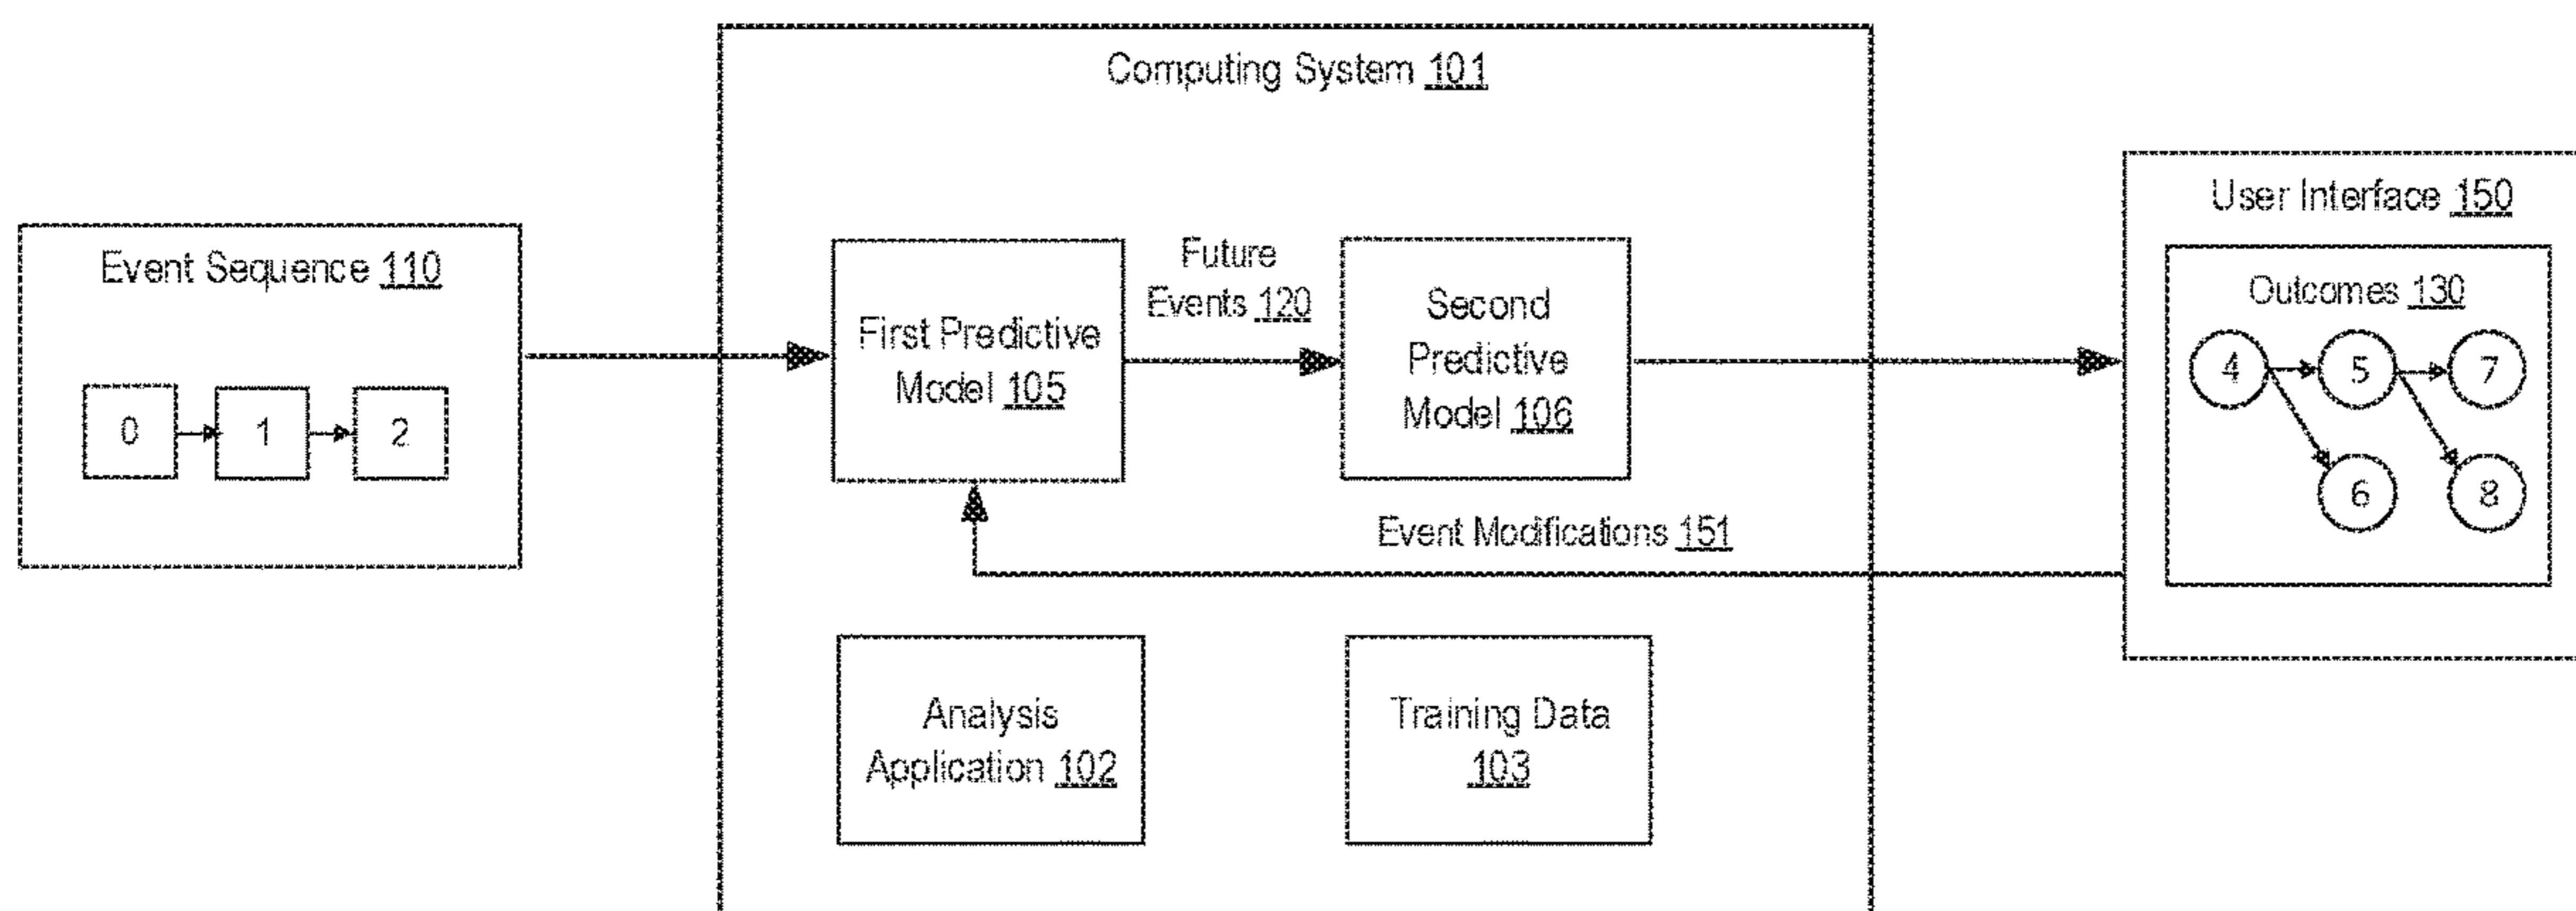 Computing System 101
Event Sequence 110
0
1
2
First Predictive
Model 105
Future
Events 120
Second
Predictive
Model 106
Event Modifications 151
Analysis
Application 102
Training Data
103
User Interface 150
Outcomes 130
4
5
7
6
8